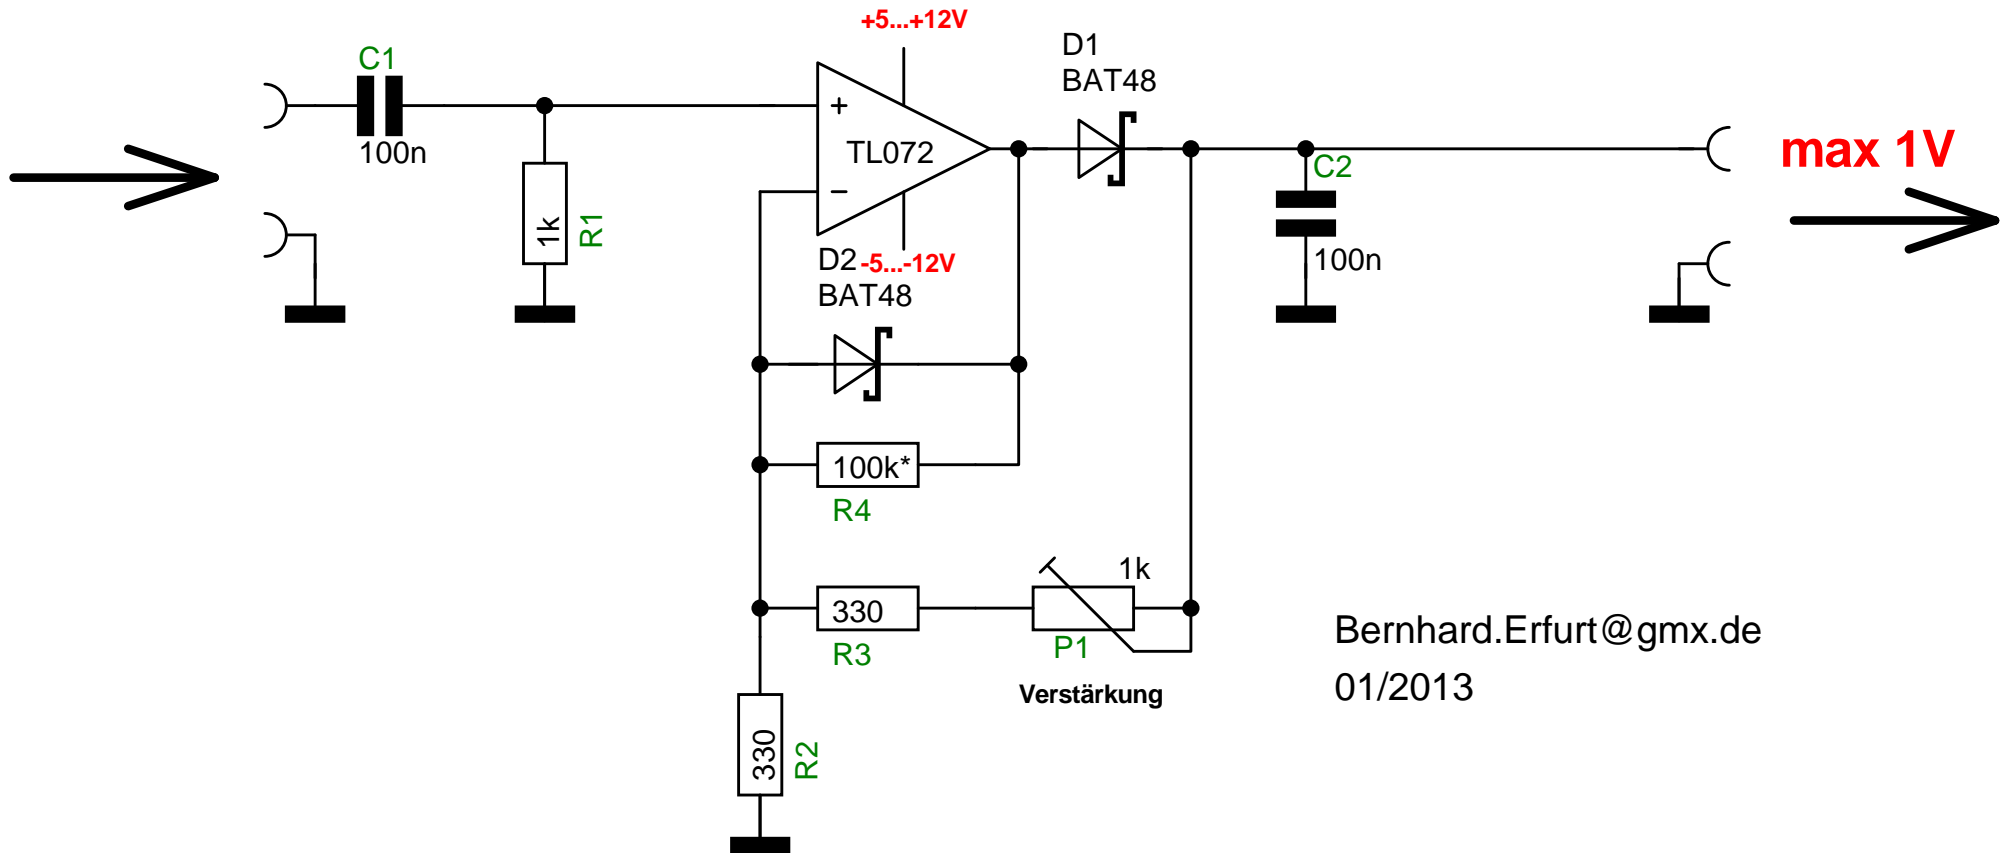 +5...+12V
C1
100n
1k
R1
TL072
D1
BAT48
max 1V
C2
100n
D2
-5...-12V
BAT48
100k*
R4
330
R3
1k
P1
Verstärkung
330
R2
Bernhard.Erfurt@gmx.de
01/2013